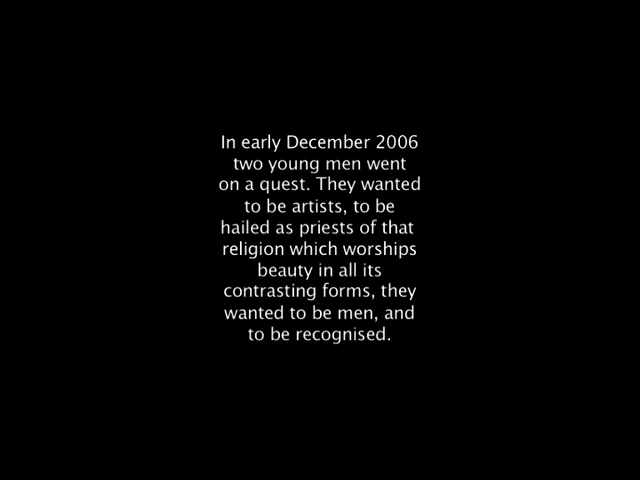 In early December 2006
two young men went
on a quest. They wanted
to be artists, to be
hailed as priests of that
religion which worships
beauty in all its
contrasting forms, they
wanted to be men, and
to be recognised.